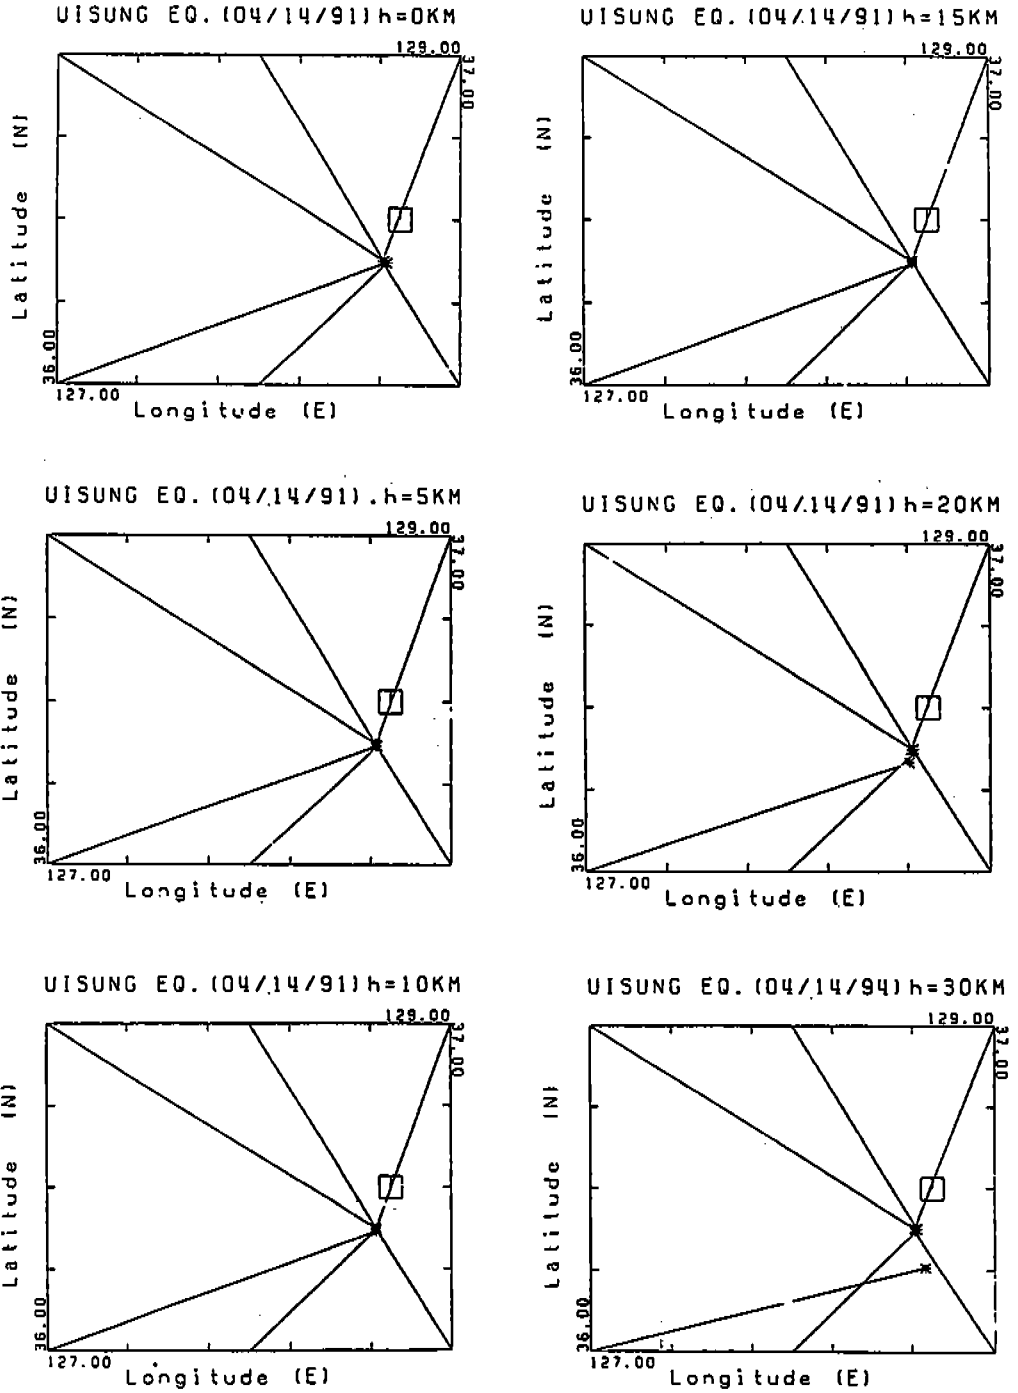 UISUNG EQ. (04/14/91) h=0KM
129.00
37.00
Latitude (N)
36.00
127.00
Longitude (E)
UISUNG EQ. (04/14/91) h=15KM
129.00
37.00
Latitude (N)
36.00
127.00
Longitude (E)
UISUNG EQ. (04/14/91) . h=5KM
129.00
37.00
Latitude (N)
36.00
127.00
Longitude (E)
UISUNG EQ. (04/14/91) h=20KM
129.00
37.00
Latitude (N)
36.00
127.00
Longitude (E)
UISUNG EQ. (04/14/91) h=10KM
129.00
37.00
Latitude (N)
36.00
127.00
Longitude (E)
UISUNG EQ. (04/14/94) h=30KM
129.00
37.00
Latitude (N)
36.00
127.00
Longitude (E)